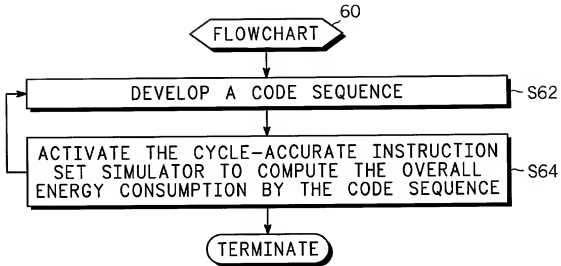 60
FLOWCHART
DEVELOP A CODE SEQUENCE
S62
ACTIVATE THE CYCLE-ACCURATE INSTRUCTION
SET SIMULATOR TO COMPUTE THE OVERALL
ENERGY CONSUMPTION BY THE CODE SEQUENCE
S64
TERMINATE